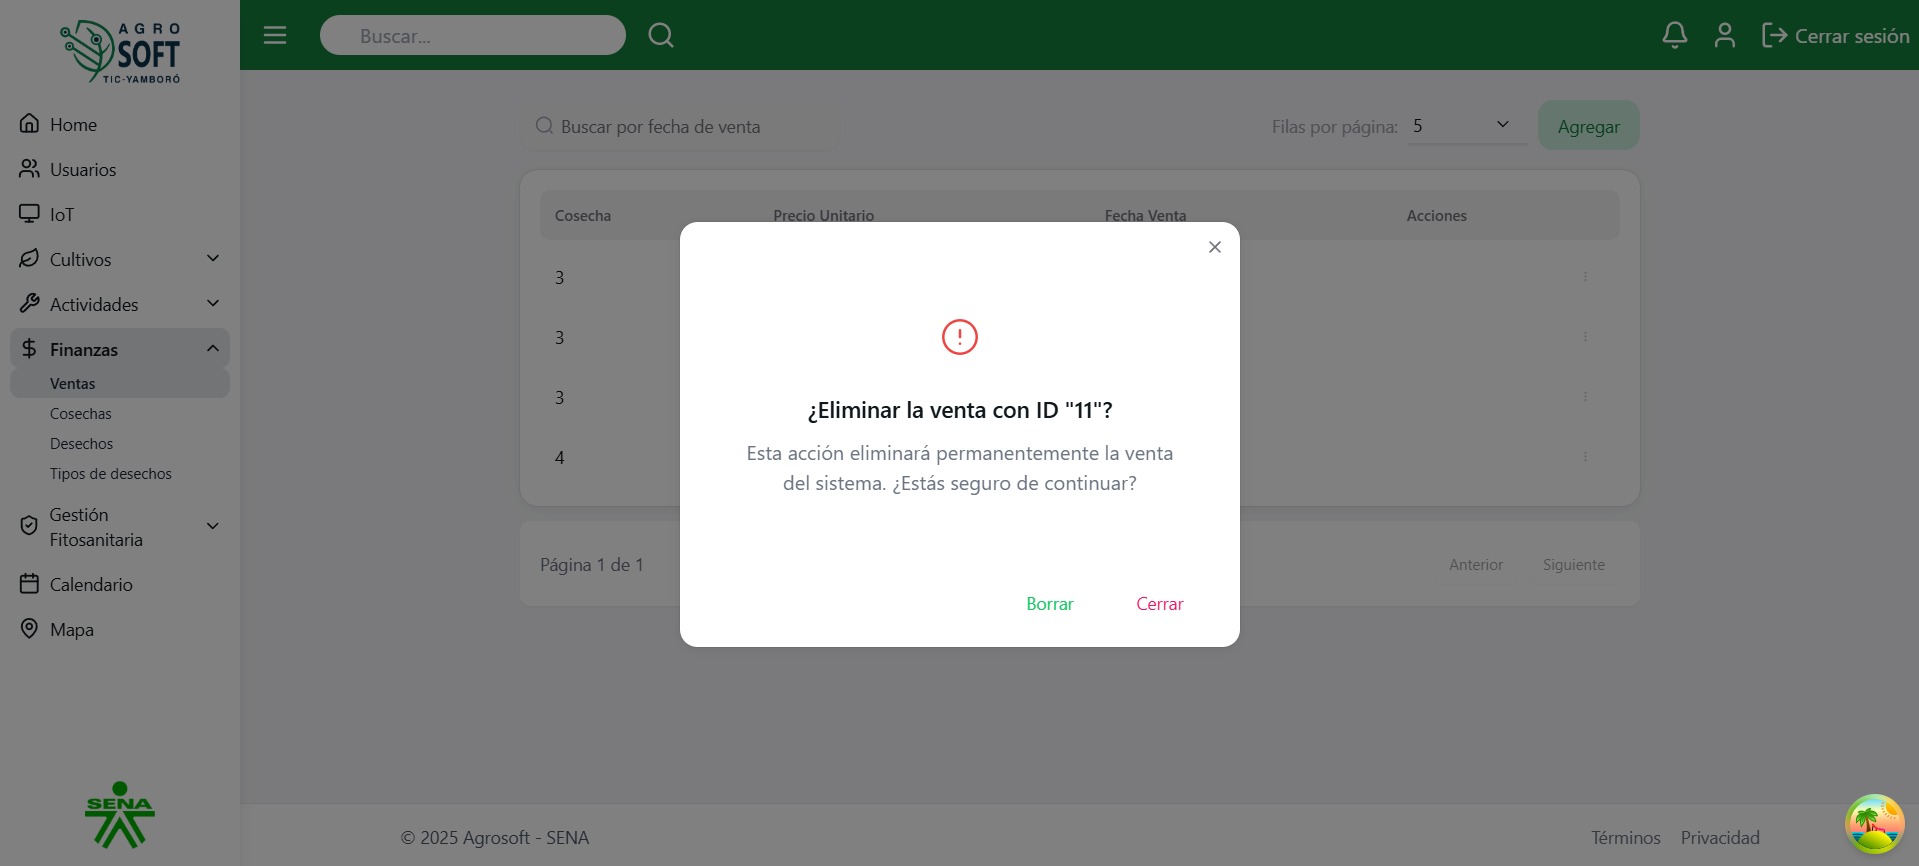 AGRO
SOFT
TIC-YAMBORÓ
Buscar...
Cerrar sesión
Home
Usuarios
IoT
Cultivos
Actividades
Finanzas
Ventas
Cosechas
Desechos
Tipos de desechos
Gestión
Fitosanitaria
Calendario
Mapa
SENA
Buscar por fecha de venta
Filas por página: 5
Agregar
Cosecha Precio Unitario Fecha Venta Acciones
3
3
3
4
¿Eliminar la venta con ID "11"?
Esta acción eliminará permanentemente la venta
del sistema. ¿Estás seguro de continuar?
Borrar Cerrar
Página 1 de 1
Anterior Siguiente
© 2025 Agrosoft - SENA
Términos Privacidad